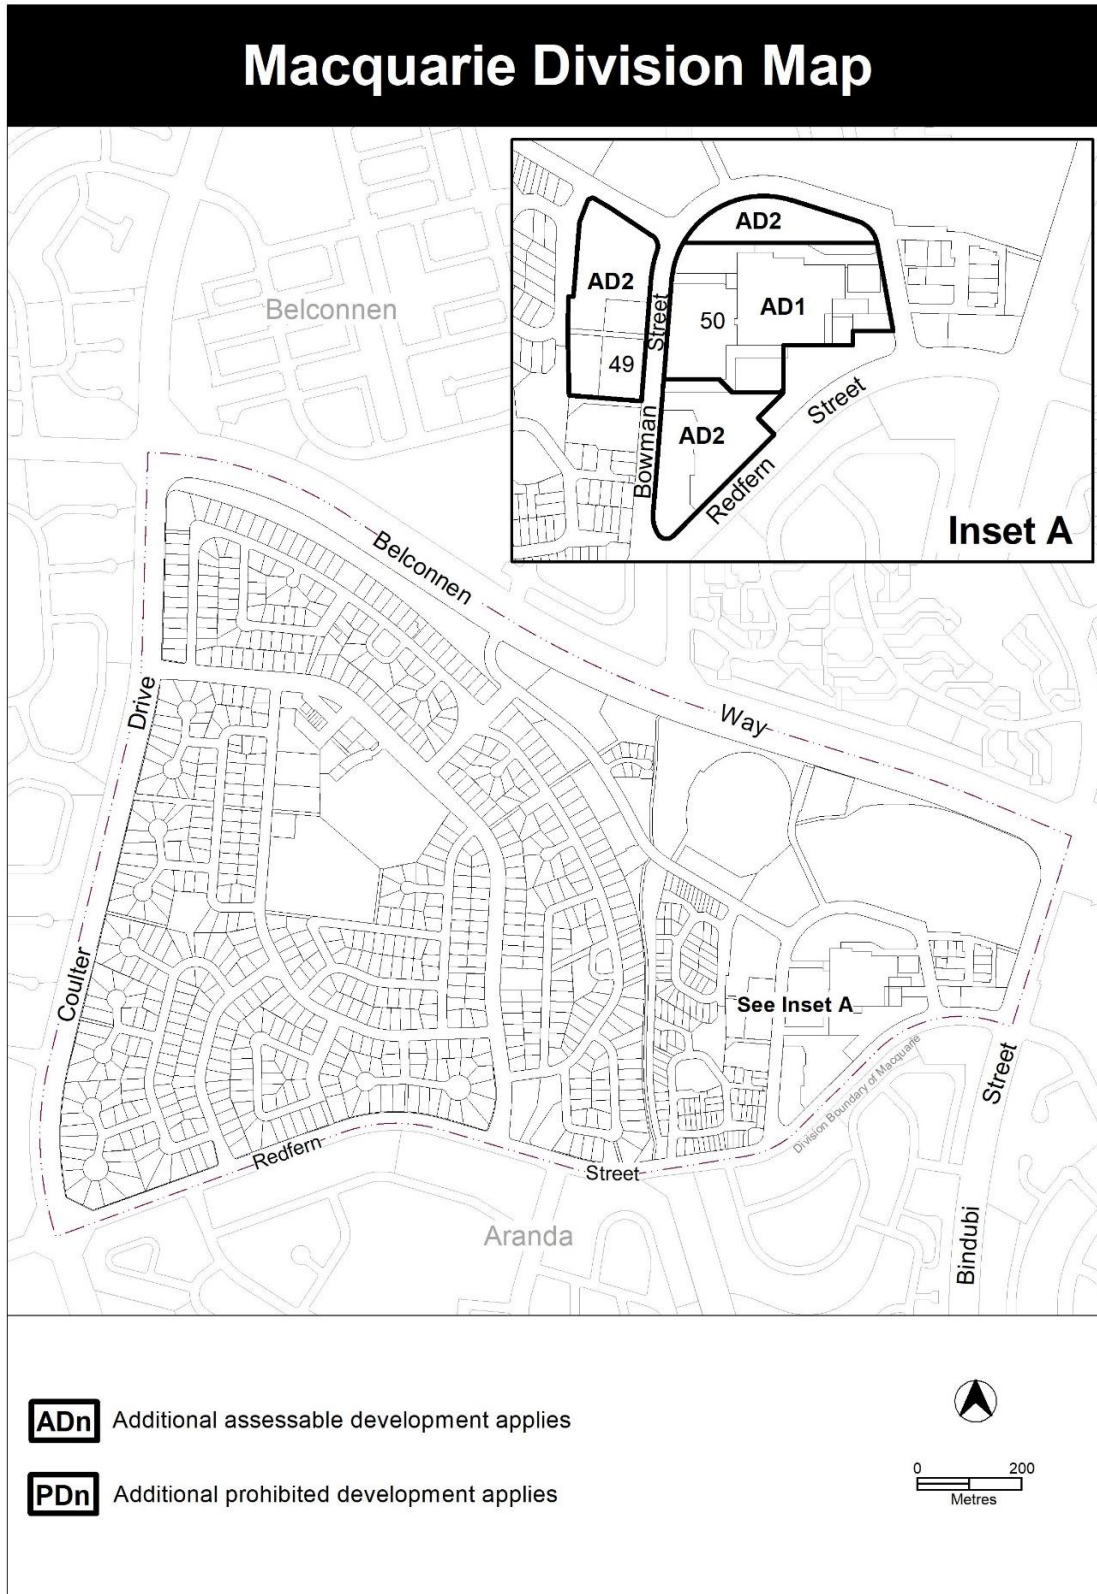 Macquarie Division Map
Belconnen
AD2
AD2
AD1
50
49
Street
Bowman
AD2
Street
Redfern
Inset A
Belconnen
Way
Drive
Coulter
See Inset A
Division Boundary of Macquarie
Street
Redfern
Street
Aranda
Bindubi
ADn Additional assessable development applies
PDn Additional prohibited development applies
0 200
Metres